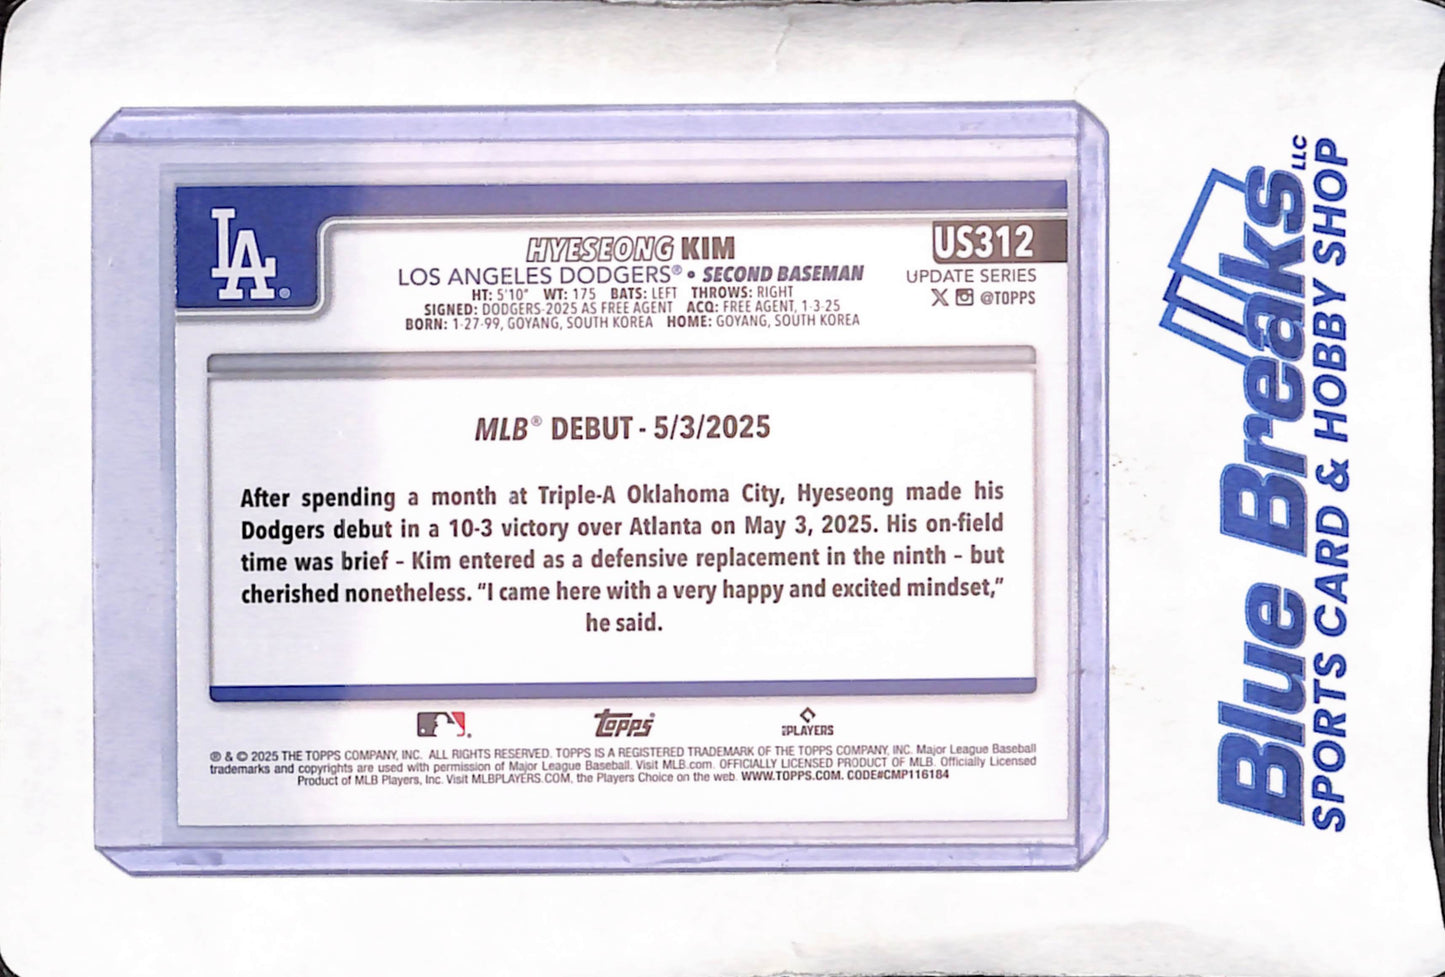 LA®
HYESEONG KIM
US312
LOS ANGELES DODGERS® • SECOND BASEMAN
UPDATE SERIES
HT: 5'10" WT: 175 BATS: LEFT THROWS: RIGHT
@TOPPS
SIGNED: DODGERS-2025 AS FREE AGENT ACQ: FREE AGENT, 1-3-25
BORN: 1-27-99, GOYANG, SOUTH KOREA HOME: GOYANG, SOUTH KOREA
MLB® DEBUT - 5/3/2025
After spending a month at Triple-A Oklahoma City, Hyeseong made his
Dodgers debut in a 10-3 victory over Atlanta on May 3, 2025. His on-field
time was brief – Kim entered as a defensive replacement in the ninth – but
cherished nonetheless. “I came here with a very happy and excited mindset,”
he said.
Topps®
PLAYERS
® & © 2025 THE TOPPS COMPANY, INC. ALL RIGHTS RESERVED. TOPPS IS A REGISTERED TRADEMARK OF THE TOPPS COMPANY, INC. Major League Baseball
trademarks and copyrights are used with permission of Major League Baseball. Visit MLB.com. OFFICIALLY LICENSED PRODUCT OF MLB. Officially Licensed
Product of MLB Players, Inc. Visit MLBPLAYERS.COM, the Players Choice on the web. WWW.TOPPS.COM. CODE#CMP116184
Blue Breaks LLC
SPORTS CARD & HOBBY SHOP